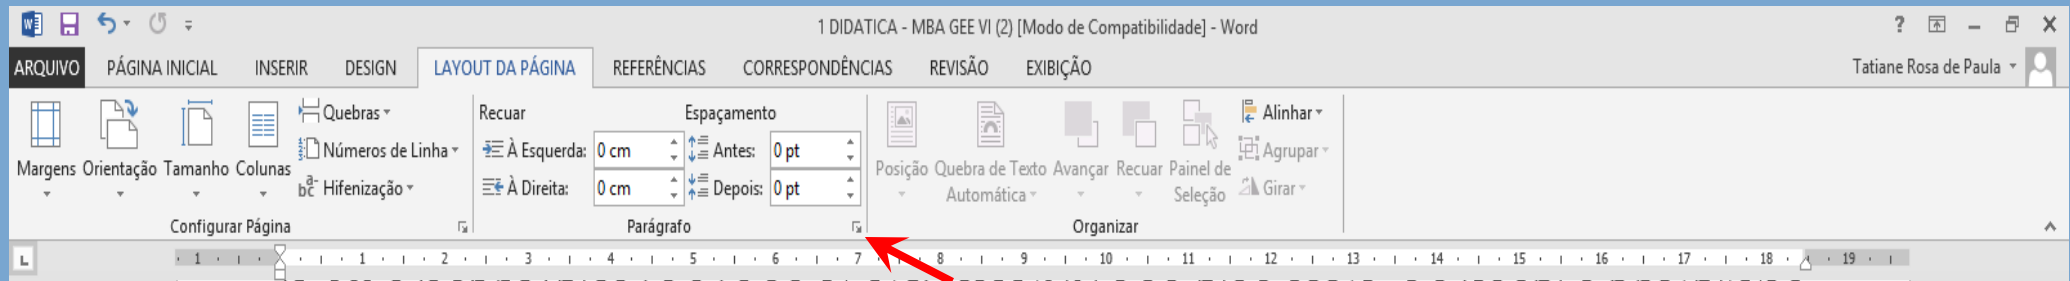 1 DIDATICA - MBA GEE VI (2) [Modo de Compatibilidade] - Word
ARQUIVO PÁGINA INICIAL INSERIR DESIGN LAYOUT DA PÁGINA REFERÊNCIAS CORRESPONDÊNCIAS REVISÃO EXIBIÇÃO Tatiane Rosa de Paula
Margens Orientação Tamanho Colunas
Quebras
Números de Linha
Hifenização
Configurar Página
Recuar Espaçamento
À Esquerda: 0 cm Antes: 0 pt
À Direita: 0 cm Depois: 0 pt
Parágrafo
Posição Quebra de Texto Automática Avançar Recuar Painel de Seleção
Alinhar
Agrupar
Girar
Organizar
1 1 2 3 4 5 6 7 8 9 10 11 12 13 14 15 16 17 18 19